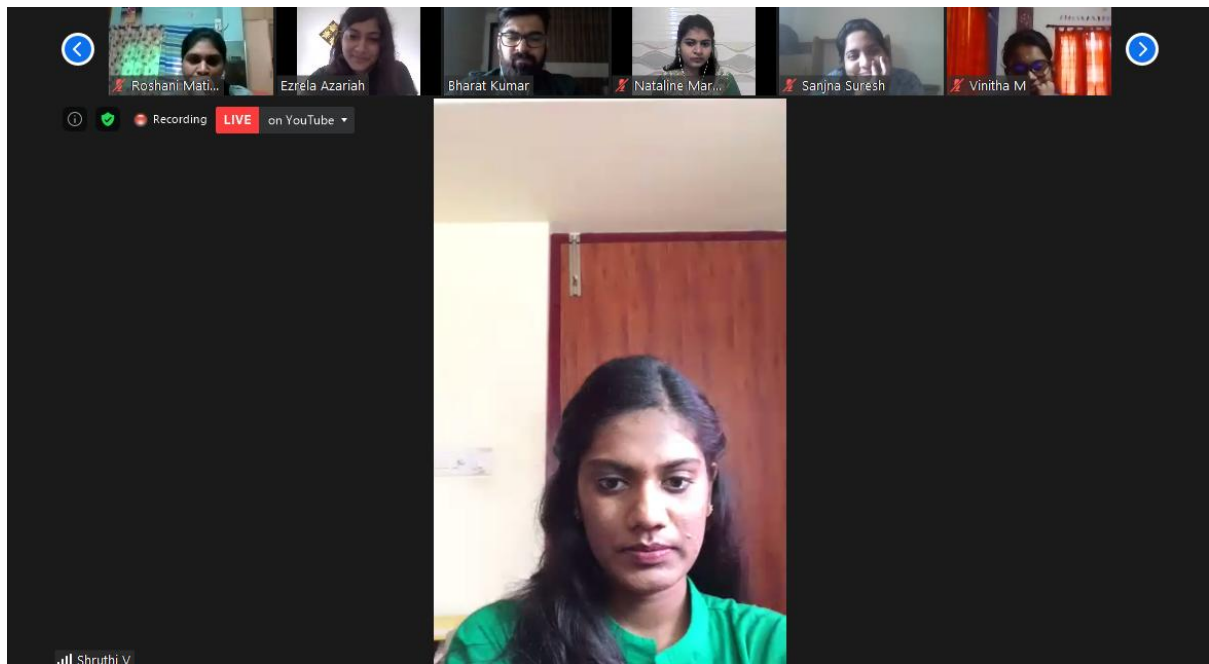 Roshani Mati...
Ezrela Azariah
Bharat Kumar
Nataline Mar...
Sanjna Suresh
Vinitha M
Recording
LIVE on YouTube
Shruthi V